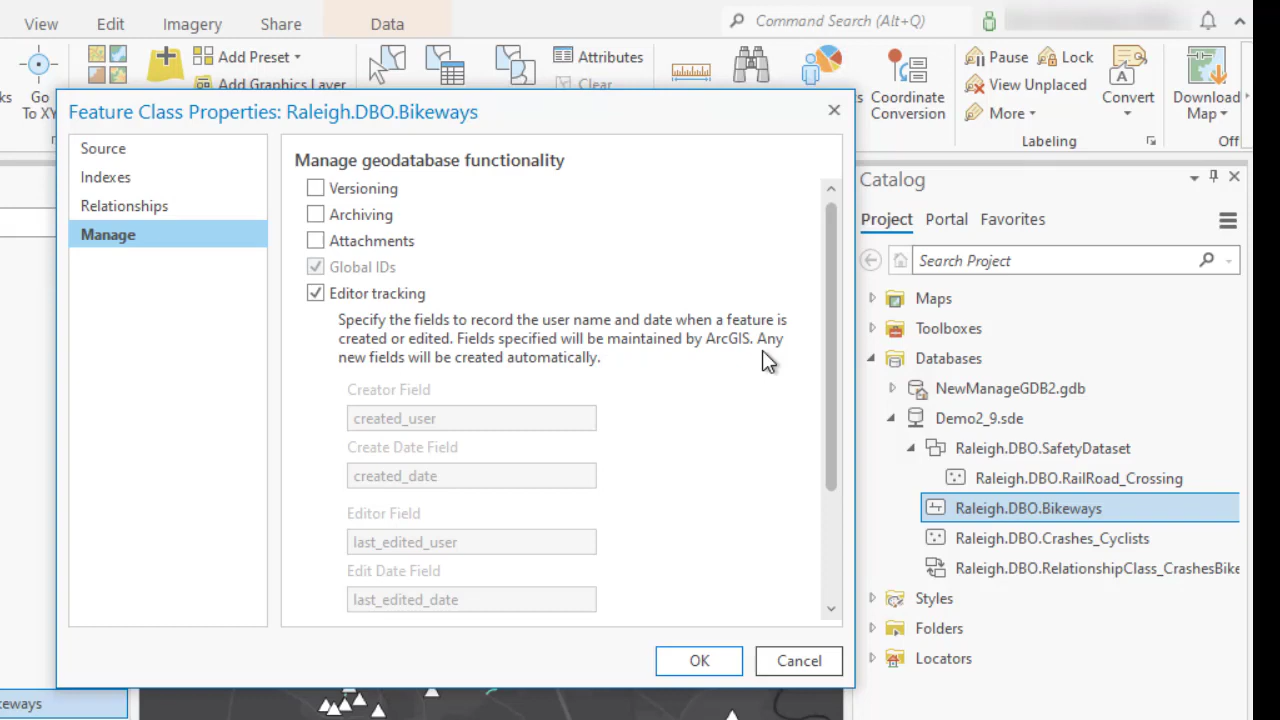 View
Edit
Imagery
Share
Data
Command Search (Alt+Q)
Go
To XY
Add Preset
Add Graphics Layer
Attributes
Clear
Coordinate
Conversion
Pause
Lock
View Unplaced
More
Convert
Labeling
Download
Map
Off
Feature Class Properties: Raleigh.DBO.Bikeways
Source
Indexes
Relationships
Manage
Manage geodatabase functionality
Versioning
Archiving
Attachments
Global IDs
Editor tracking
Specify the fields to record the user name and date when a feature is
created or edited. Fields specified will be maintained by ArcGIS. Any
new fields will be created automatically.
Creator Field
created_user
Create Date Field
created_date
Editor Field
last_edited_user
Edit Date Field
last_edited_date
OK
Cancel
Catalog
Project
Portal
Favorites
Search Project
Maps
Toolboxes
Databases
NewManageGDB2.gdb
Demo2_9.sde
Raleigh.DBO.SafetyDataset
Raleigh.DBO.RailRoad_Crossing
Raleigh.DBO.Bikeways
Raleigh.DBO.Crashes_Cyclists
Raleigh.DBO.RelationshipClass_CrashesBike
Styles
Folders
Locators
eways